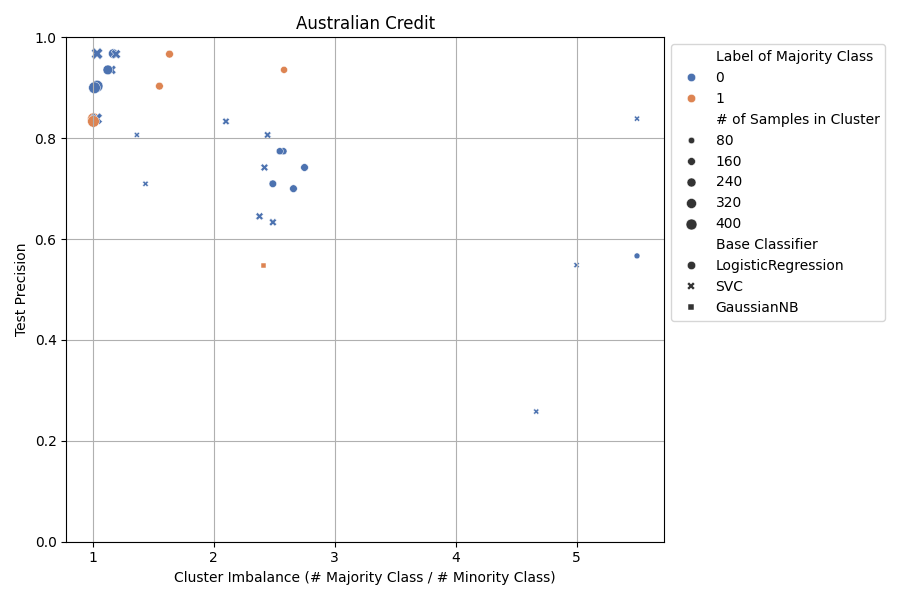 Australian Credit
Test Precision
1.0
0.8
0.6
0.4
0.2
0.0
1
2
3
4
5
Cluster Imbalance (# Majority Class / # Minority Class)
Label of Majority Class
0
1
# of Samples in Cluster
80
160
240
320
400
Base Classifier
LogisticRegression
SVC
GaussianNB